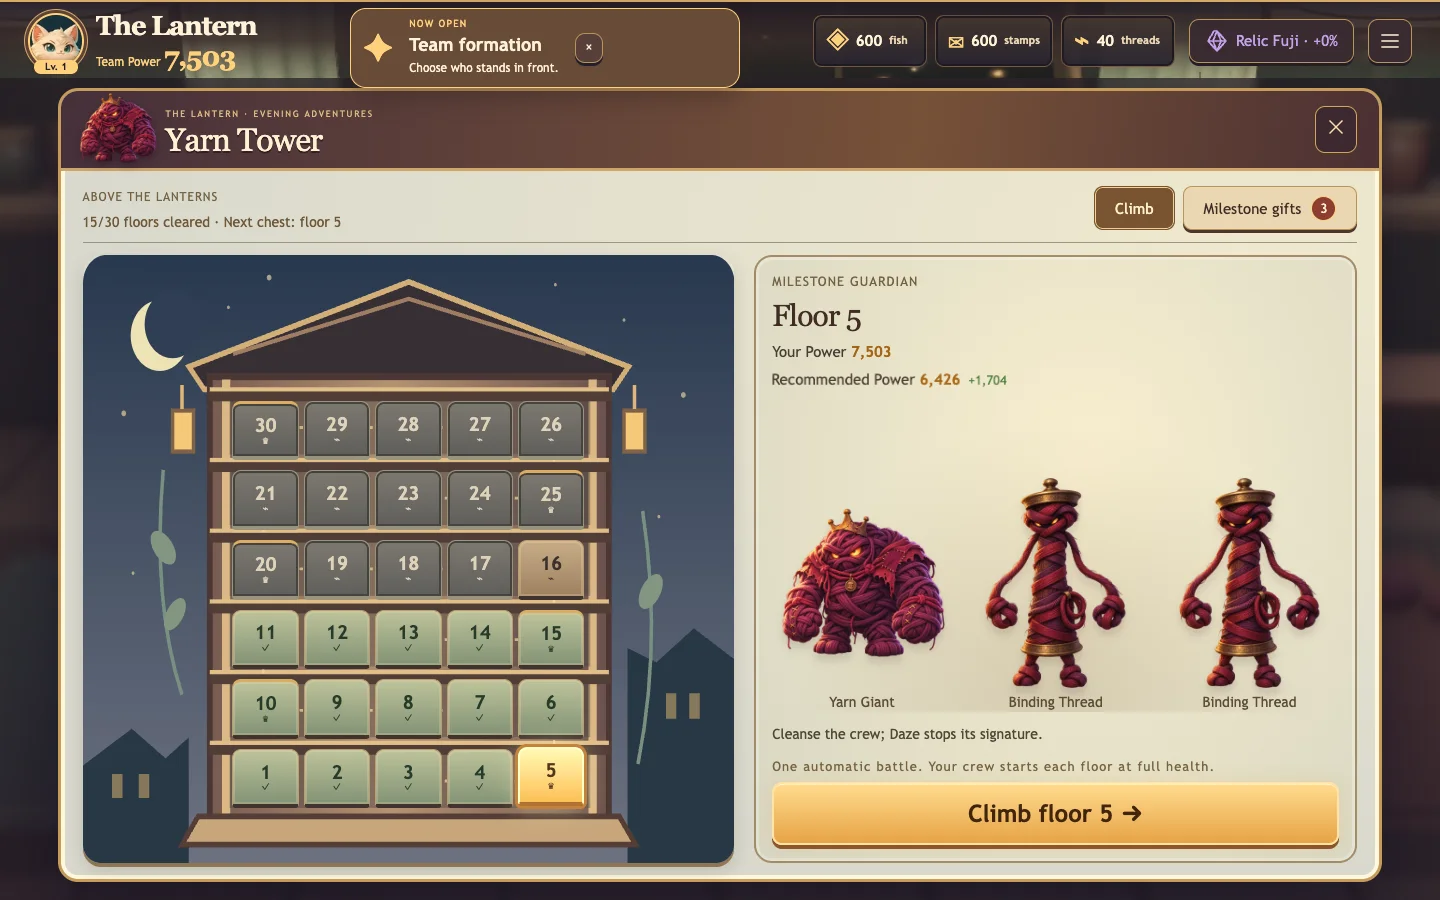 The Lantern
Team Power 7,503
Lv. 1
NOW OPEN
Team formation
Choose who stands in front.
×
600 fish
600 stamps
40 threads
Relic Fuji · +0%
THE LANTERN · EVENING ADVENTURES
Yarn Tower
ABOVE THE LANTERNS
15/30 floors cleared · Next chest: floor 5
Climb
Milestone gifts 3
30 29 28 27 26
21 22 23 24 25
20 19 18 17 16
11 12 13 14 15
10 9 8 7 6
1 2 3 4 5
MILESTONE GUARDIAN
Floor 5
Your Power 7,503
Recommended Power 6,426 +1,704
Yarn Giant
Binding Thread
Binding Thread
Cleanse the crew; Daze stops its signature.
One automatic battle. Your crew starts each floor at full health.
Climb floor 5 →